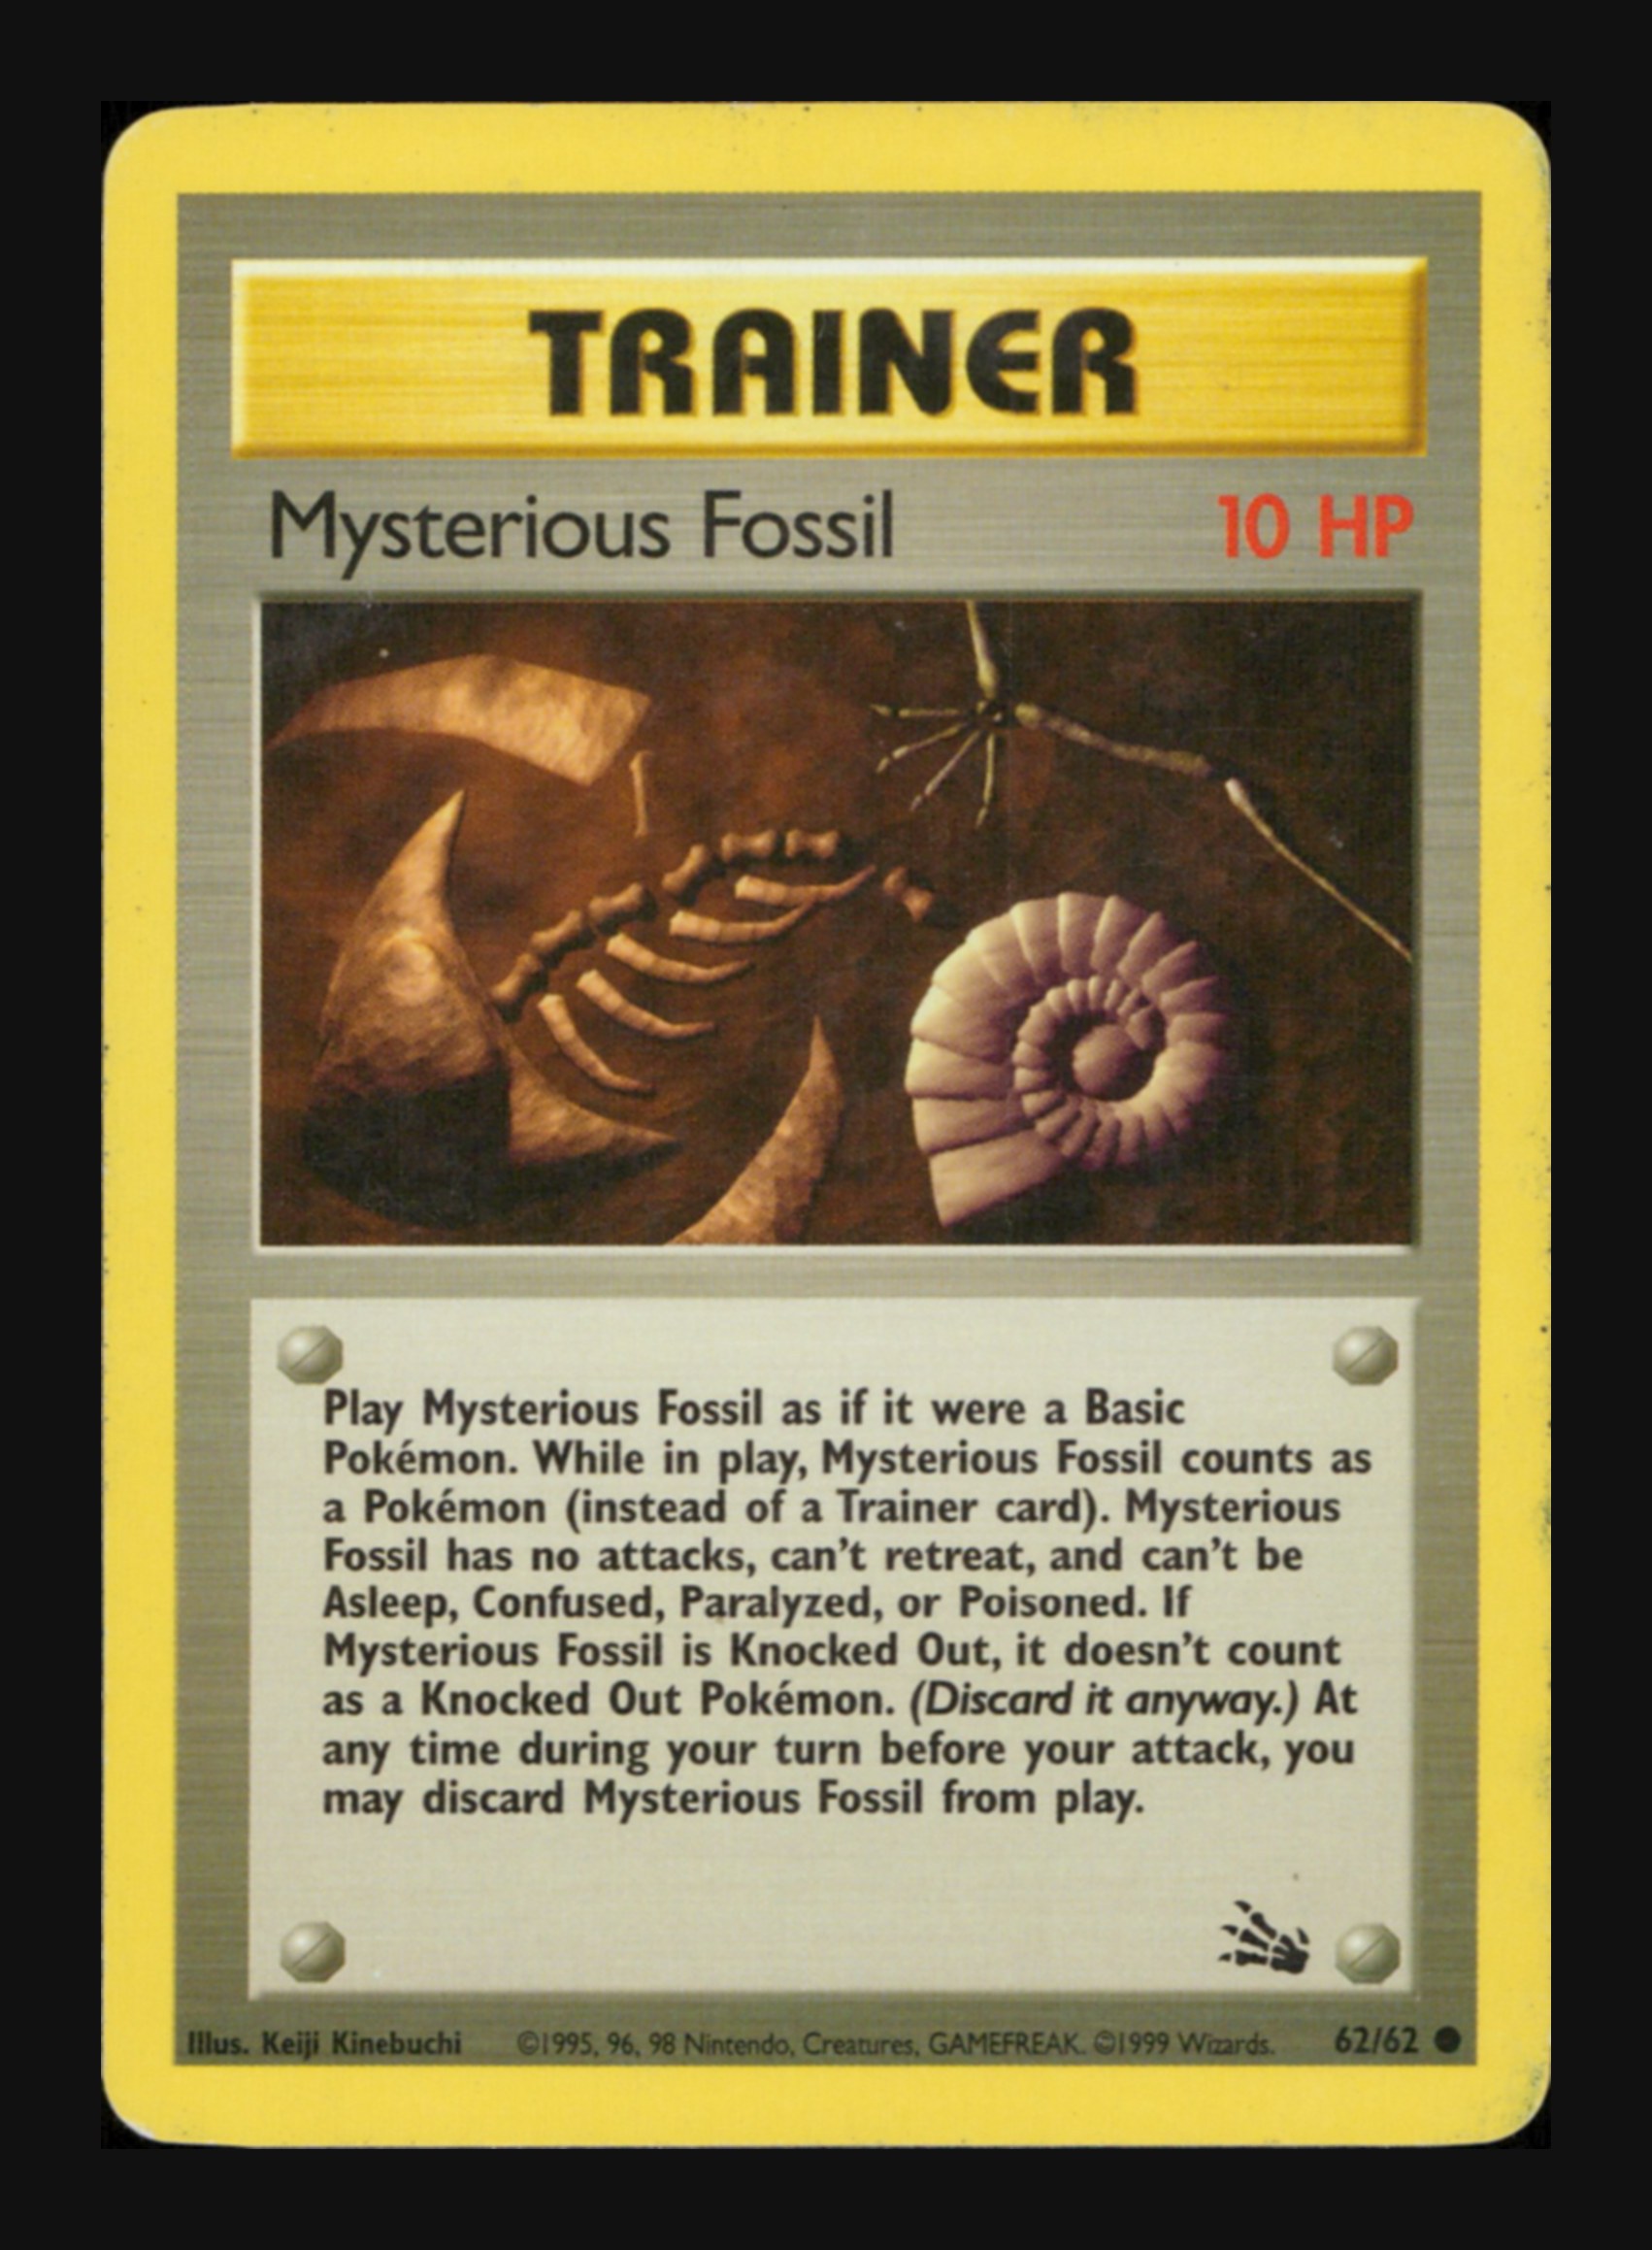 TRAINER
Mysterious Fossil 10 HP
Play Mysterious Fossil as if it were a Basic
Pokémon. While in play, Mysterious Fossil counts as
a Pokémon (instead of a Trainer card). Mysterious
Fossil has no attacks, can't retreat, and can't be
Asleep, Confused, Paralyzed, or Poisoned. If
Mysterious Fossil is Knocked Out, it doesn't count
as a Knocked Out Pokémon. (Discard it anyway.) At
any time during your turn before your attack, you
may discard Mysterious Fossil from play.
Illus. Keiji Kinebuchi ©1995, 96, 98 Nintendo, Creatures, GAMEFREAK. ©1999 Wizards. 62/62 ●